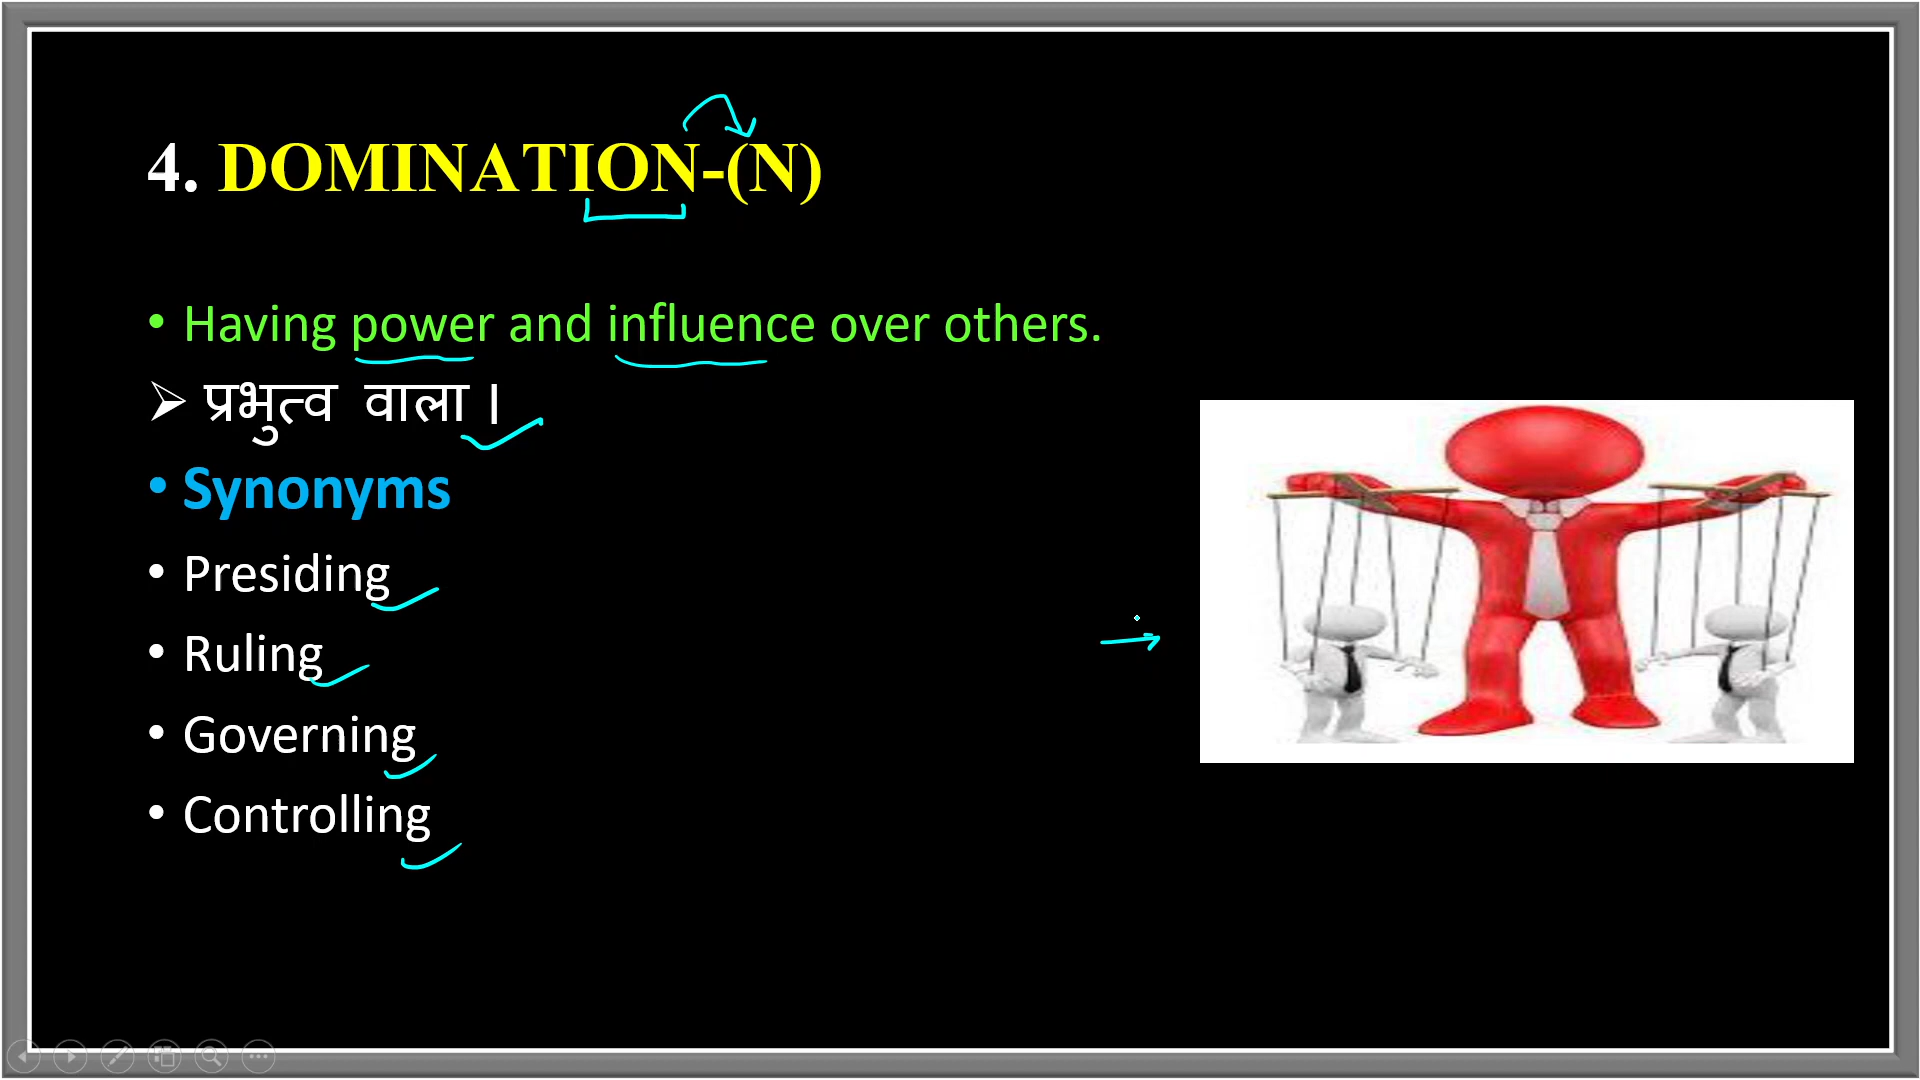 4. DOMINATION-(N)
• Having power and influence over others.
➢ प्रभुत्व वाला ।
• Synonyms
• Presiding
• Ruling
• Governing
• Controlling